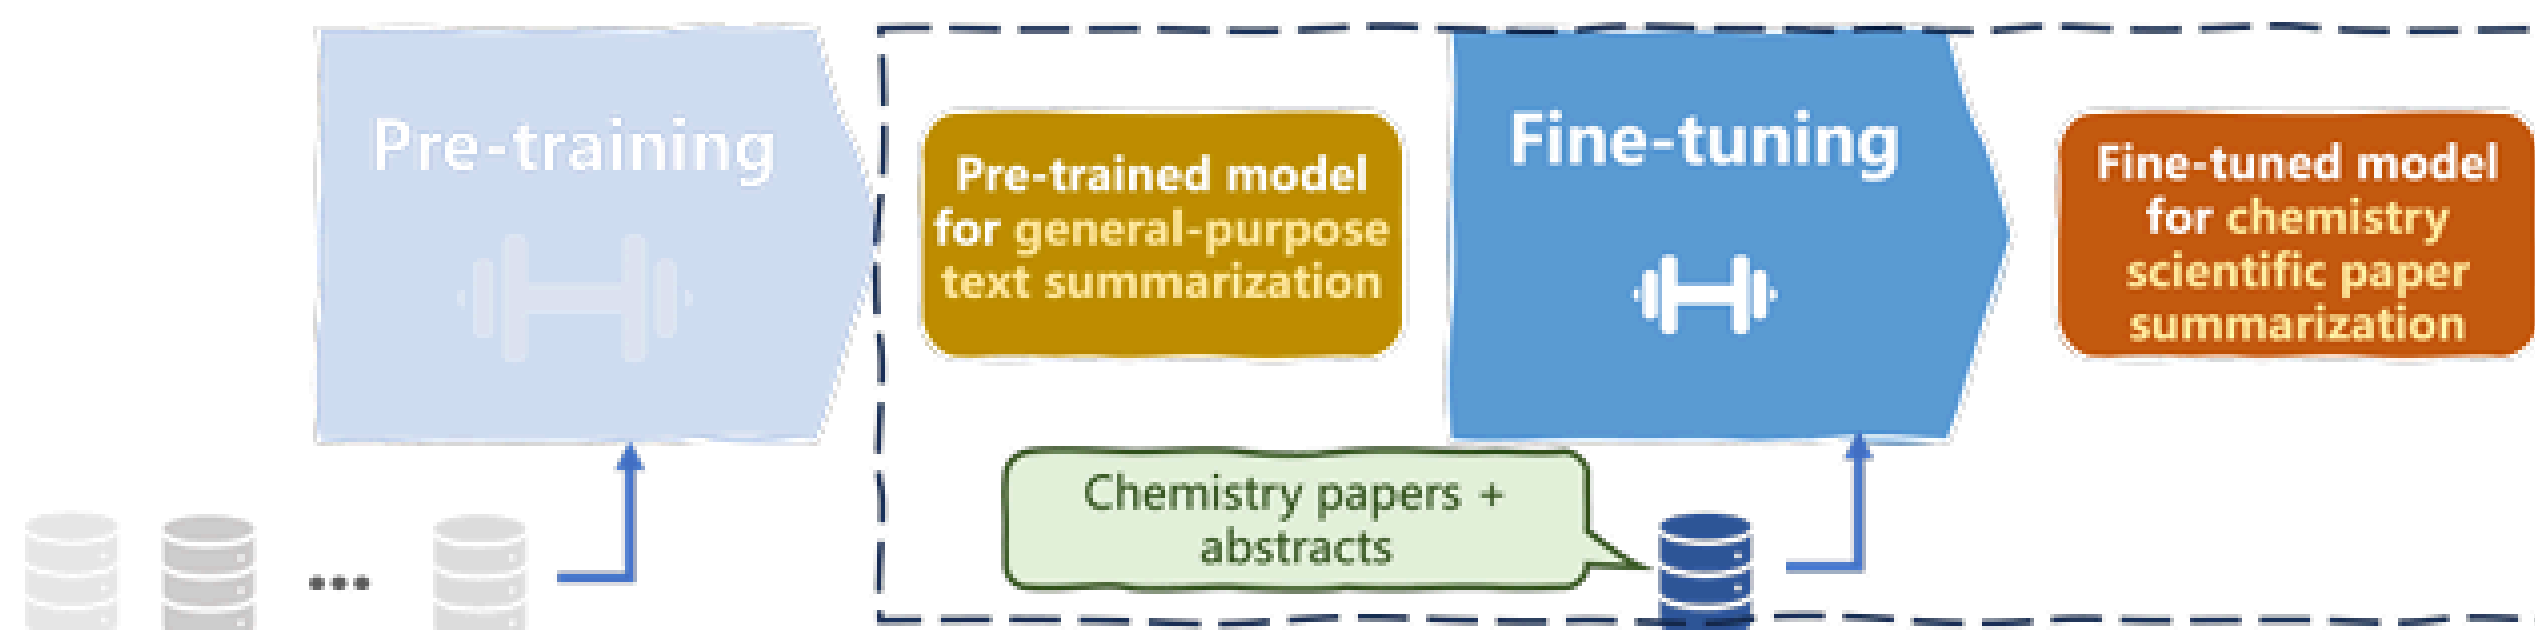 Pre-training
Pre-trained model
for general-purpose
text summarization
Fine-tuning
Fine-tuned model
for chemistry
scientific paper
summarization
Chemistry papers +
abstracts